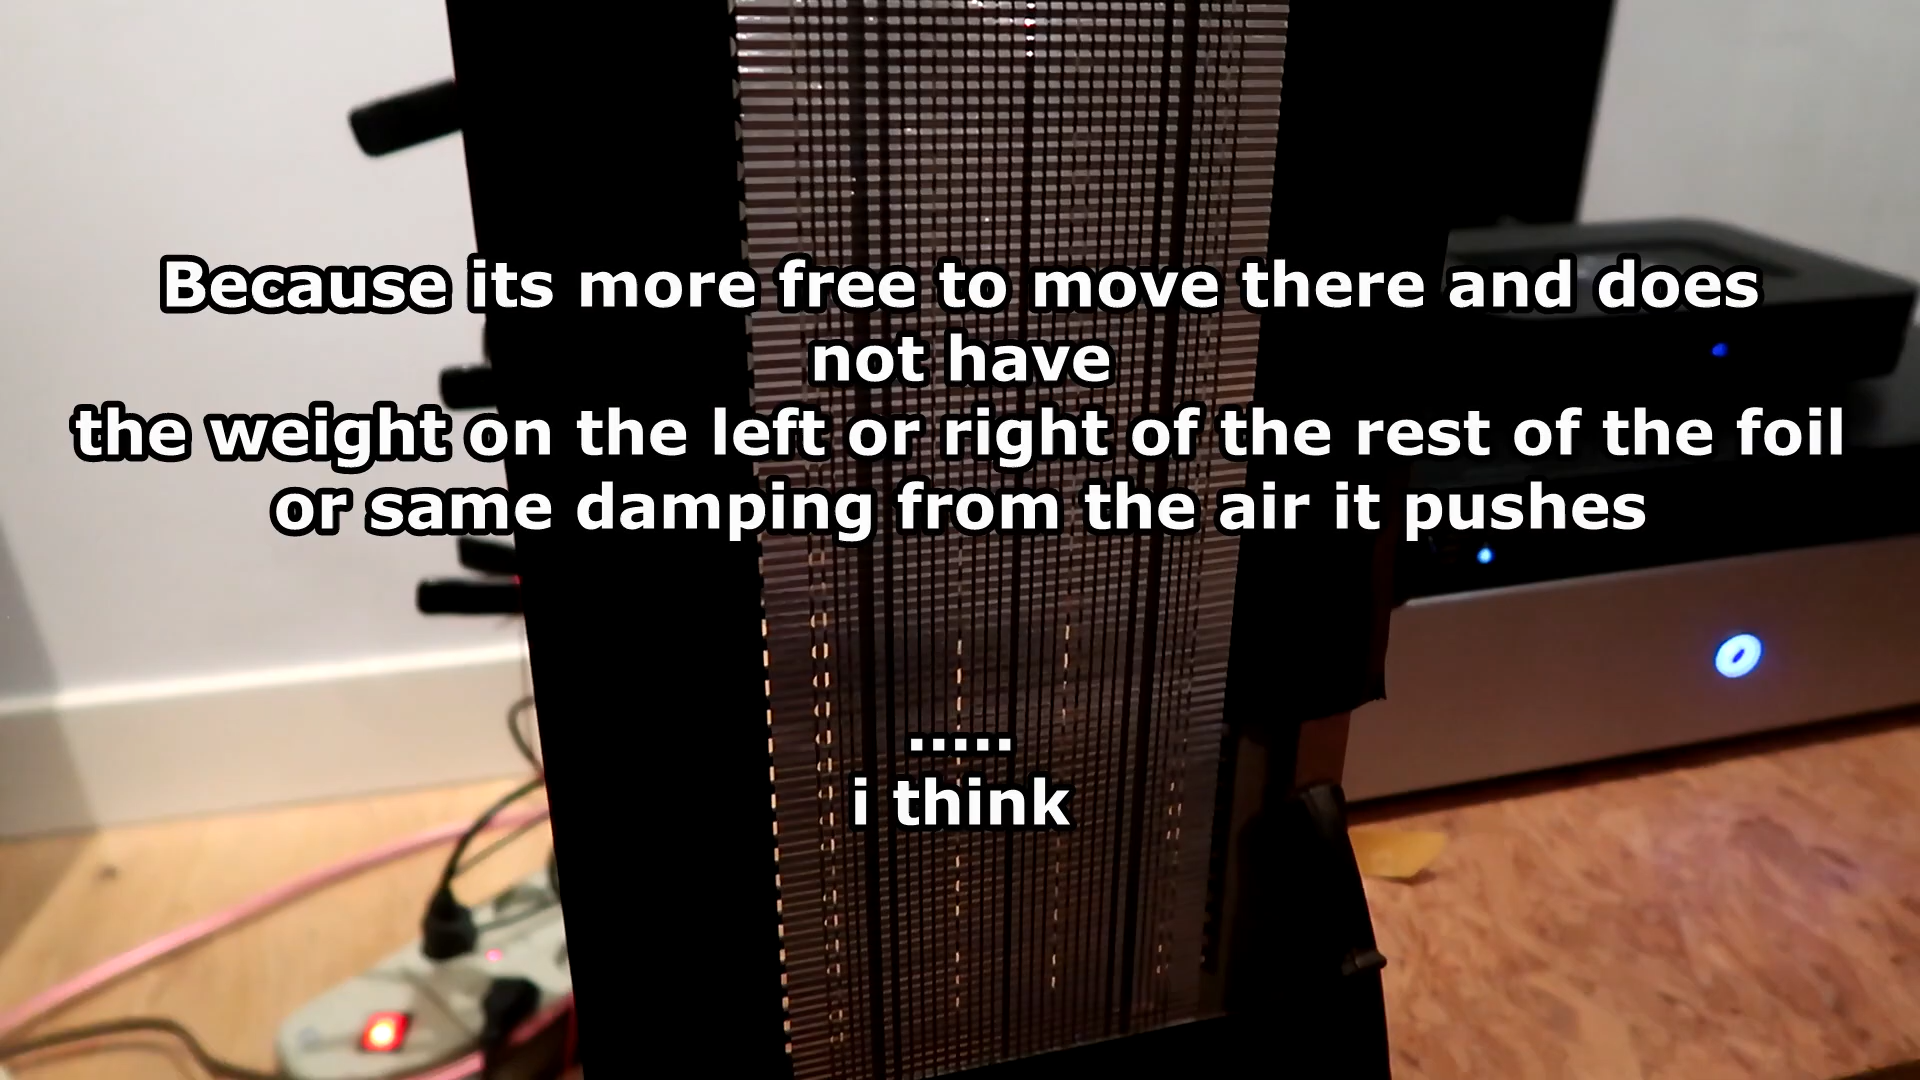 Because its more free to move there and does
not have
the weight on the left or right of the rest of the foil
or same damping from the air it pushes
.....
i think